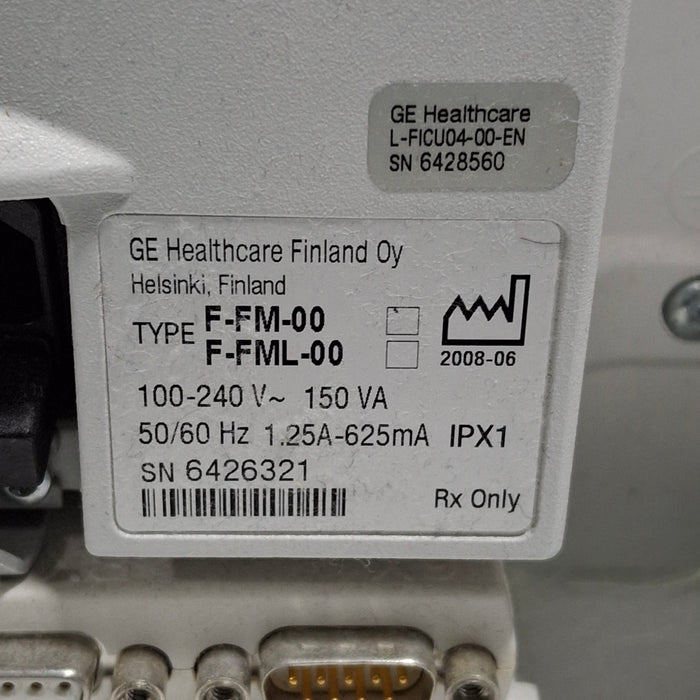 GE Healthcare
L-FICU04-00-EN
SN 6428560
GE Healthcare Finland Oy
Helsinki, Finland
TYPE F-FM-00
F-FML-00
2008-06
100-240 V~ 150 VA
50/60 Hz 1.25A-625mA IPX1
SN 6426321
Rx Only